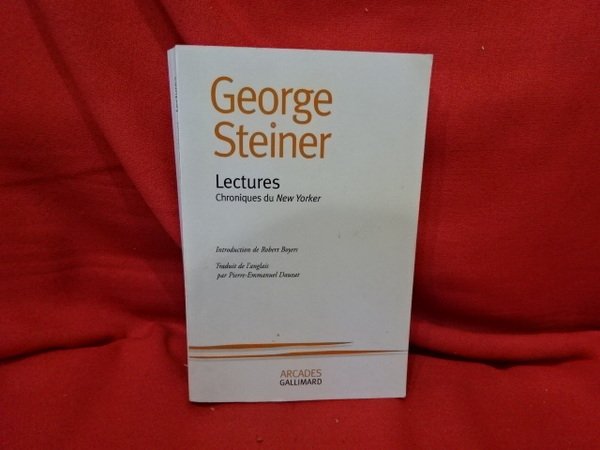 George
Steiner
Lectures
Chroniques du New Yorker
Introduction de Robert Boyers
Traduit de l'anglais
par Pierre-Emmanuel Dauzat
ARCADES
GALLIMARD
Lectures